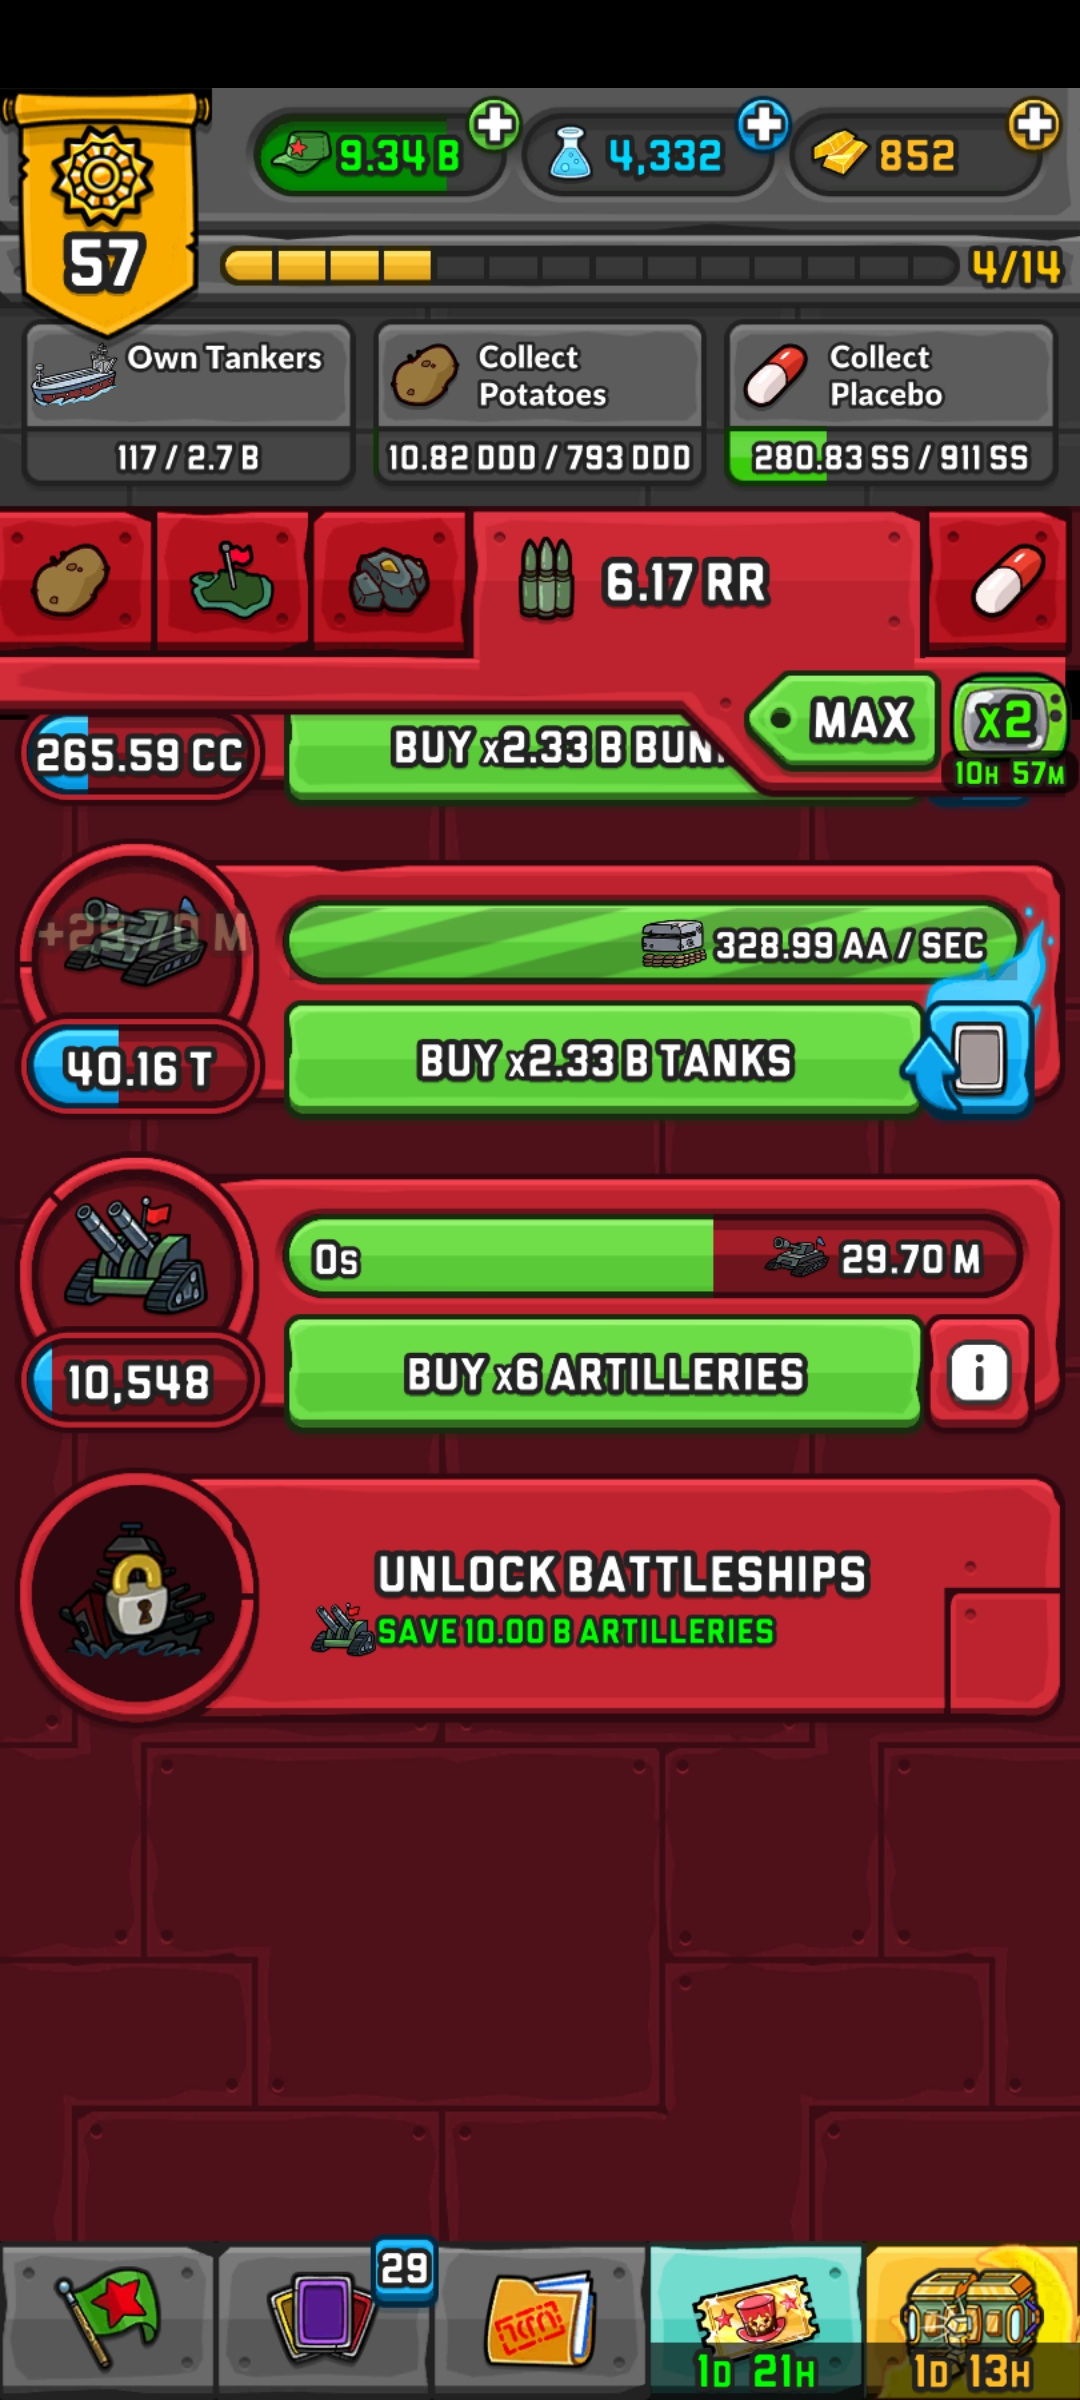 57
9.34 B
4,332
852
4/14
Own Tankers
117 / 2.7 B
Collect
Potatoes
10.82 DDD / 793 DDD
Collect
Placebo
280.83 SS / 911 SS
6.17 RR
MAX
x2
10H 57M
265.59 CC
BUY x2.33 B BUN
+29.70 M
328.99 AA / SEC
40.16 T
BUY x2.33 B TANKS
0s
29.70 M
10,548
BUY x6 ARTILLERIES
i
UNLOCK BATTLESHIPS
SAVE 10.00 B ARTILLERIES
29
1D 21H
1D 13H